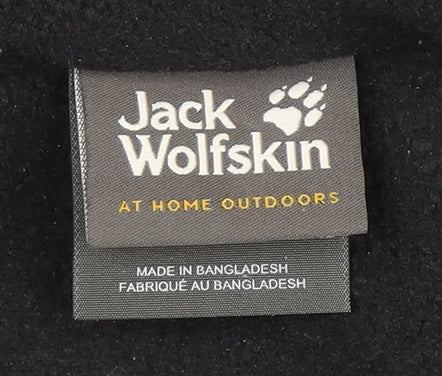 Jack
Wolfskin
AT HOME OUTDOORS
MADE IN BANGLADESH
FABRIQUÉ AU BANGLADESH